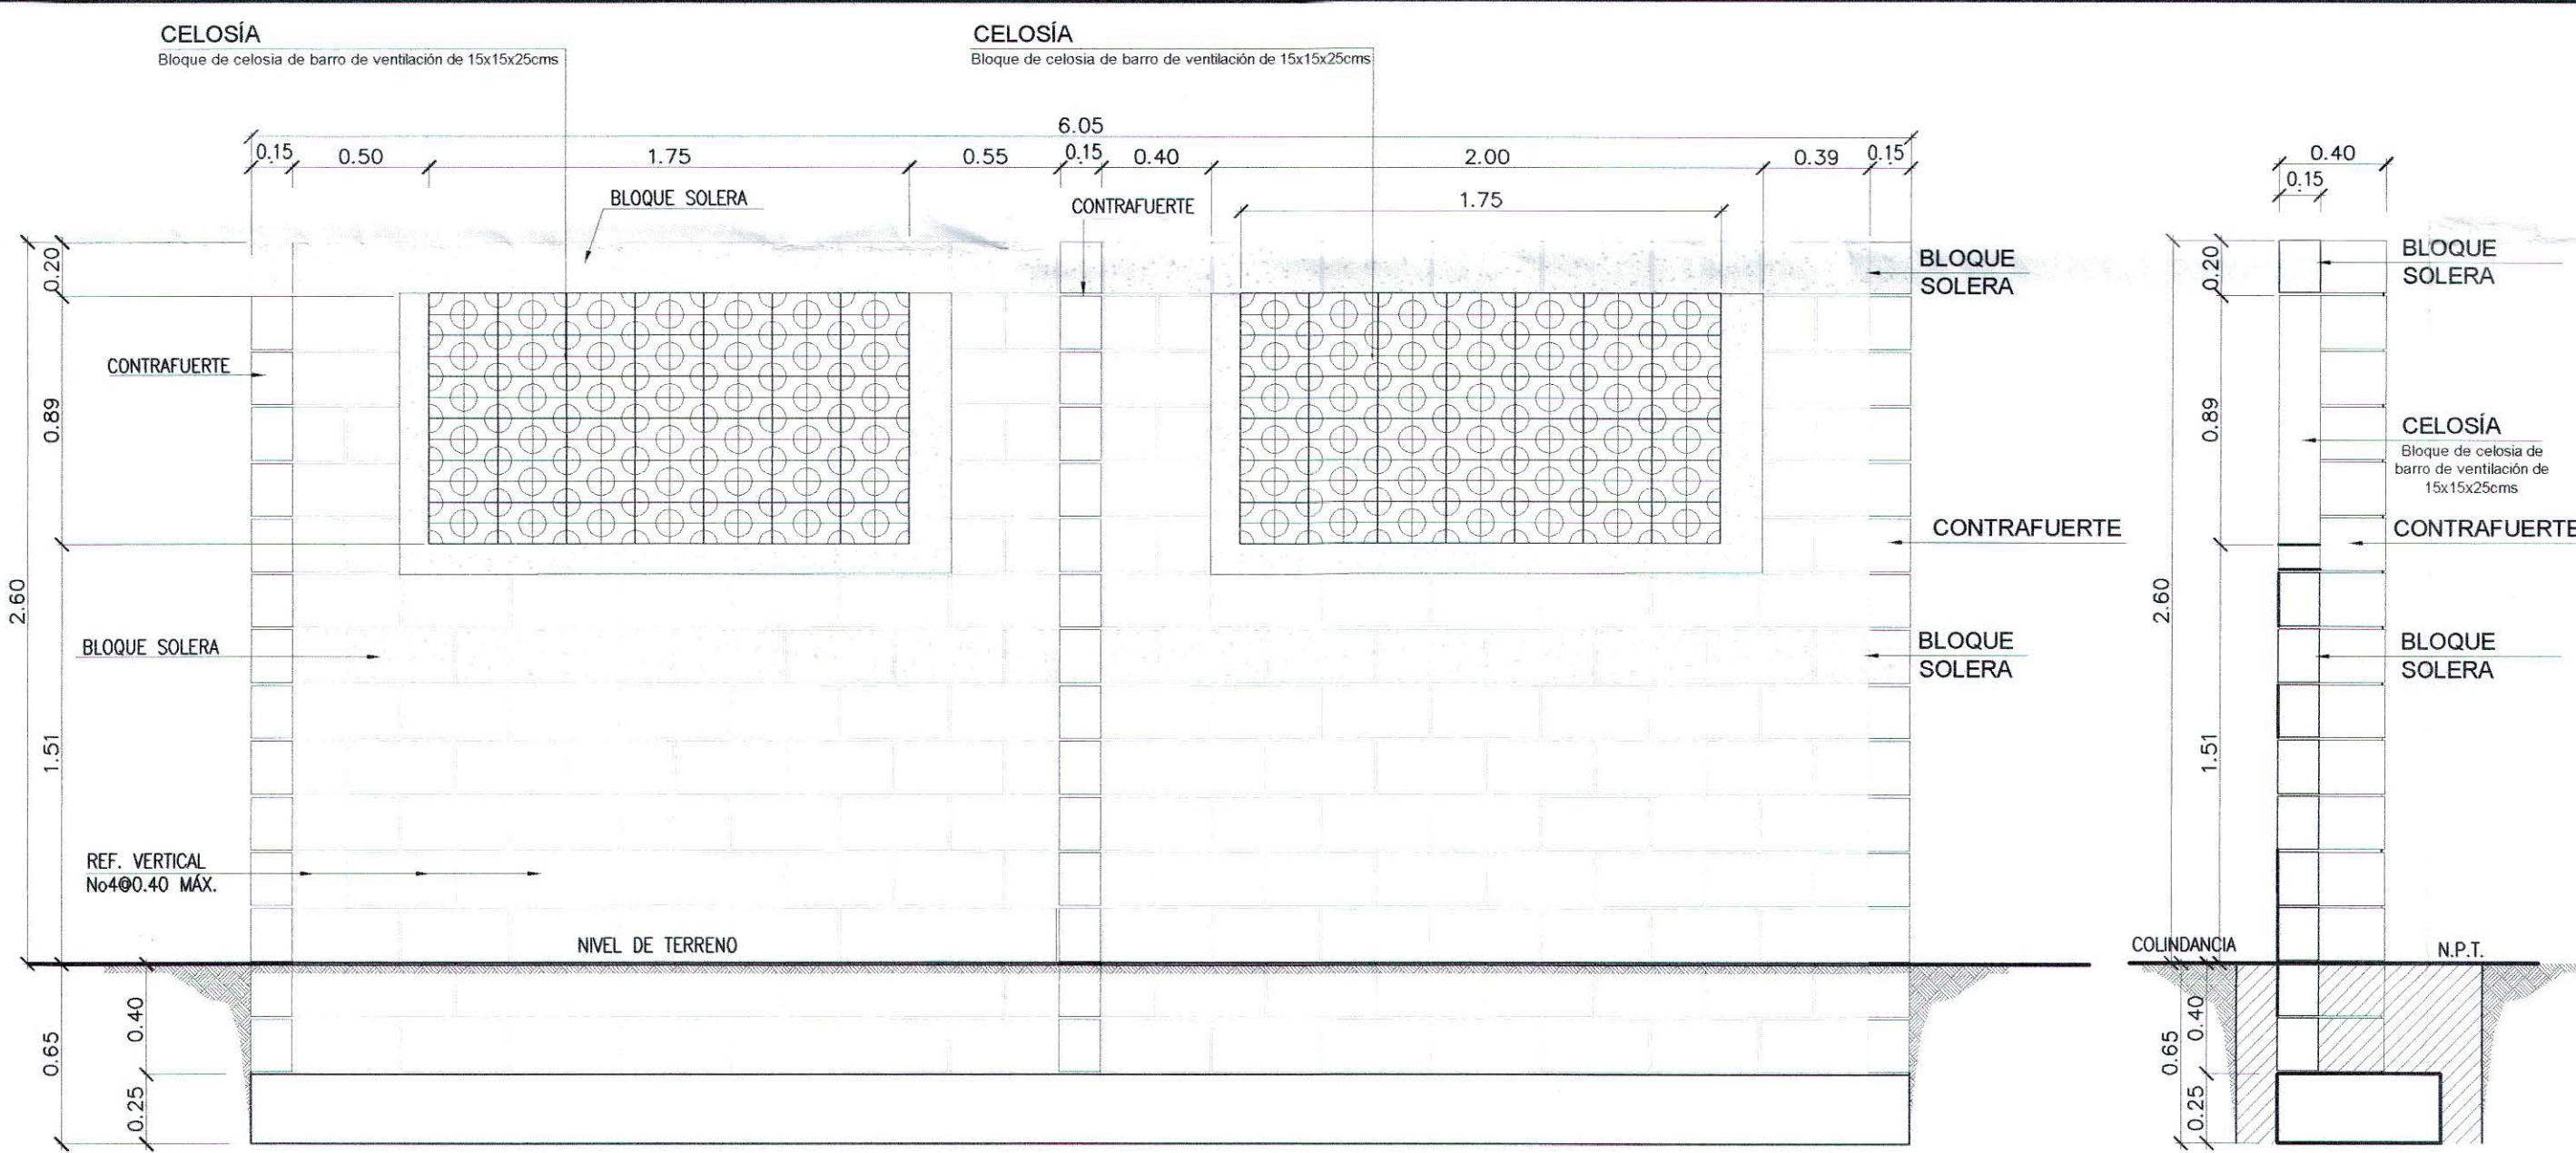 CELOSÍA
Bloque de celosia de barro de ventilación de 15x15x25cms
CELOSÍA
Bloque de celosia de barro de ventilación de 15x15x25cms
6.05
0.15
0.50
1.75
0.55
0.15
0.40
2.00
0.39
0.15
1.75
BLOQUE SOLERA
CONTRAFUERTE
BLOQUE
SOLERA
0.20
CONTRAFUERTE
0.89
CONTRAFUERTE
2.60
BLOQUE SOLERA
BLOQUE
SOLERA
1.51
REF. VERTICAL
No4@0.40 MÁX.
NIVEL DE TERRENO
0.40
0.65
0.25
0.40
0.15
BLOQUE
SOLERA
0.20
0.89
CELOSÍA
Bloque de celosia de
barro de ventilación de
15x15x25cms
CONTRAFUERTE
2.60
BLOQUE
SOLERA
1.51
COLINDANCIA
N.P.T.
0.40
0.65
0.25